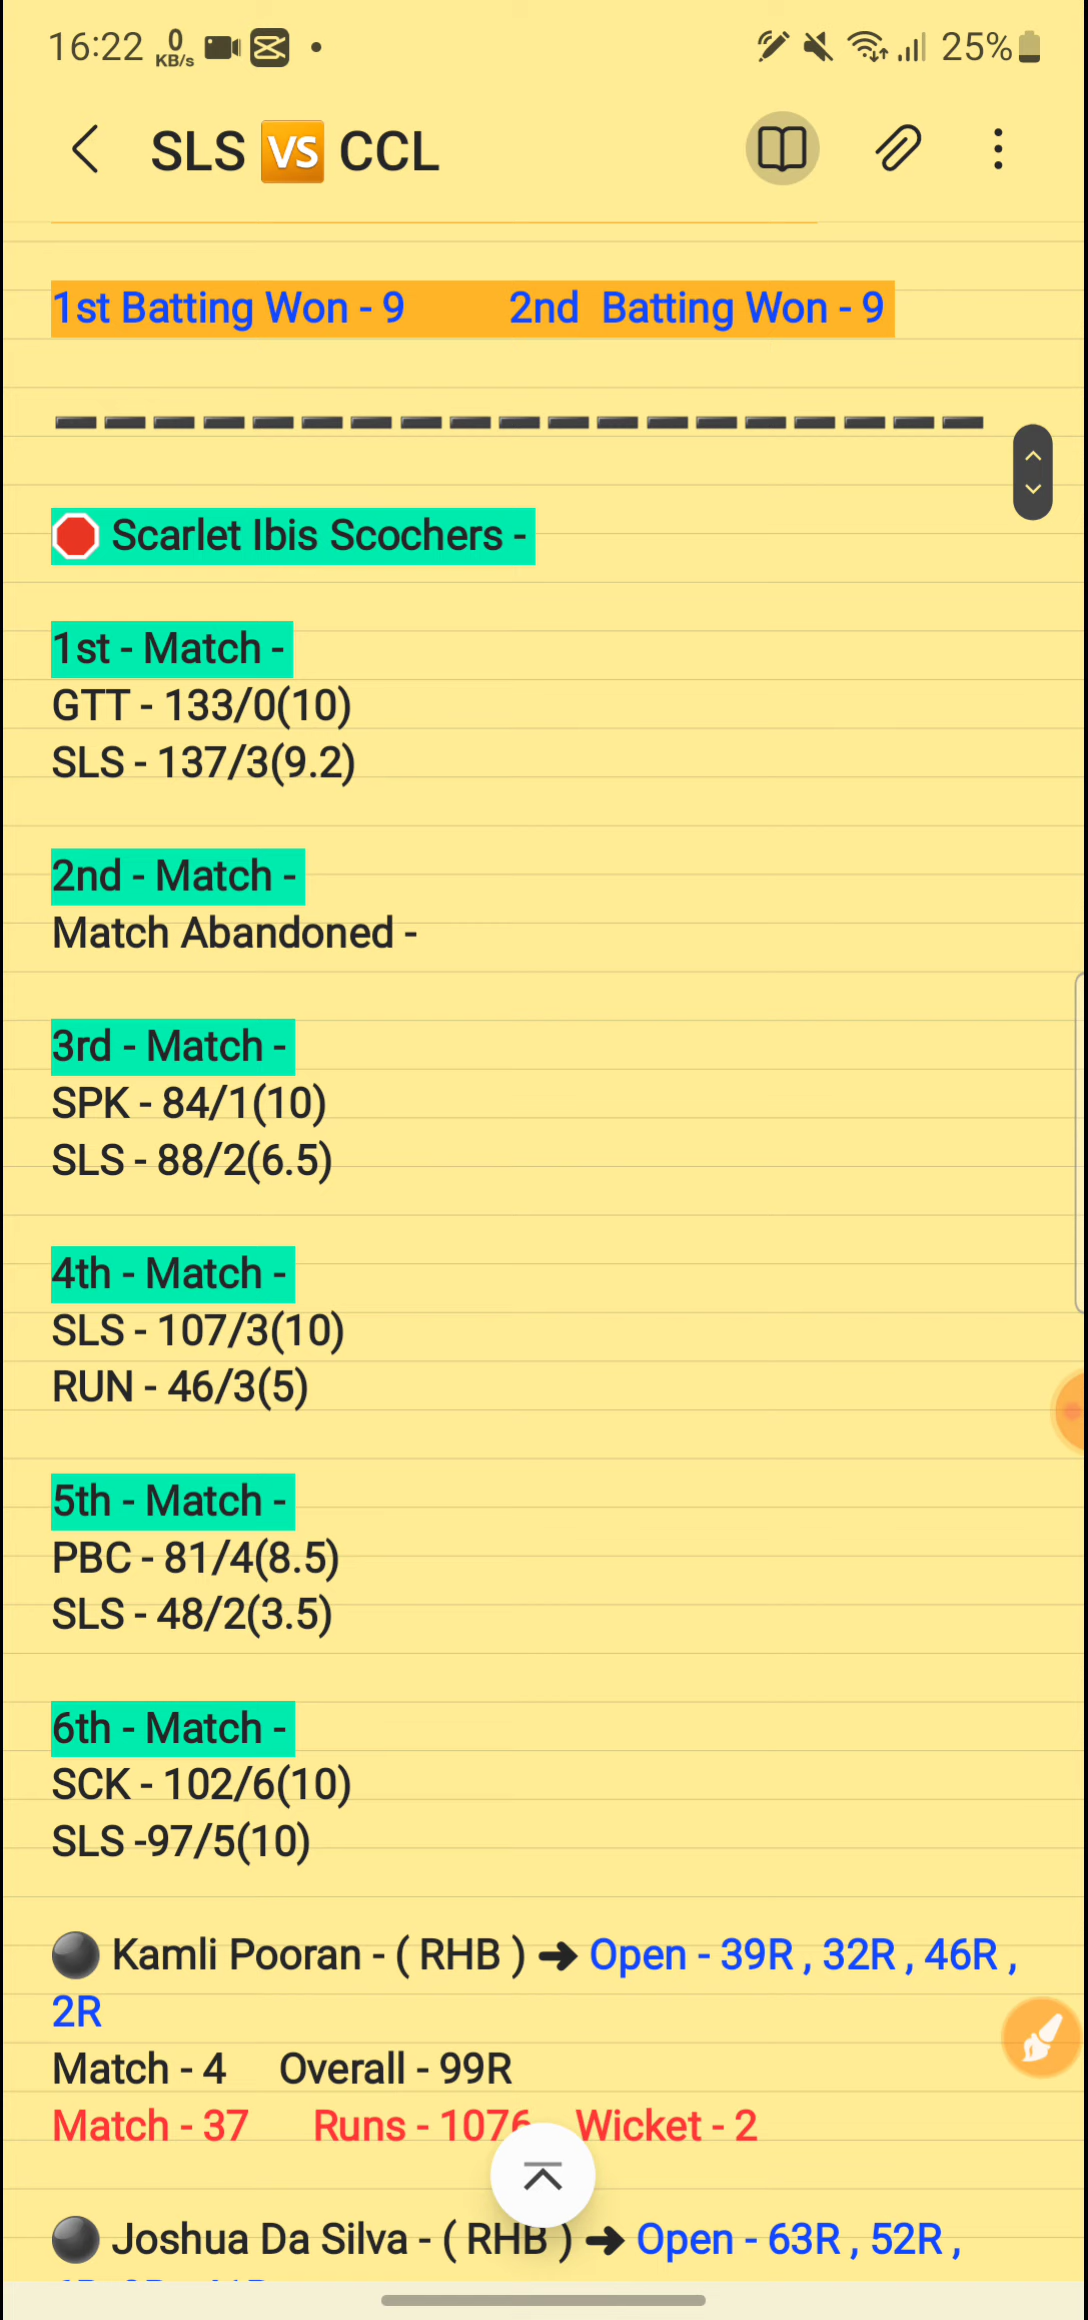 16:22 0 KB/s 25%
SLS VS CCL
1st Batting Won - 9 2nd Batting Won - 9
Scarlet Ibis Scochers -
1st - Match -
GTT - 133/0(10)
SLS - 137/3(9.2)
2nd - Match -
Match Abandoned -
3rd - Match -
SPK - 84/1(10)
SLS - 88/2(6.5)
4th - Match -
SLS - 107/3(10)
RUN - 46/3(5)
5th - Match -
PBC - 81/4(8.5)
SLS - 48/2(3.5)
6th - Match -
SCK - 102/6(10)
SLS -97/5(10)
Kamli Pooran - ( RHB ) → Open - 39R , 32R , 46R ,
2R
Match - 4 Overall - 99R
Match - 37 Runs - 1076 Wicket - 2
Joshua Da Silva - ( RHB ) → Open - 63R , 52R ,